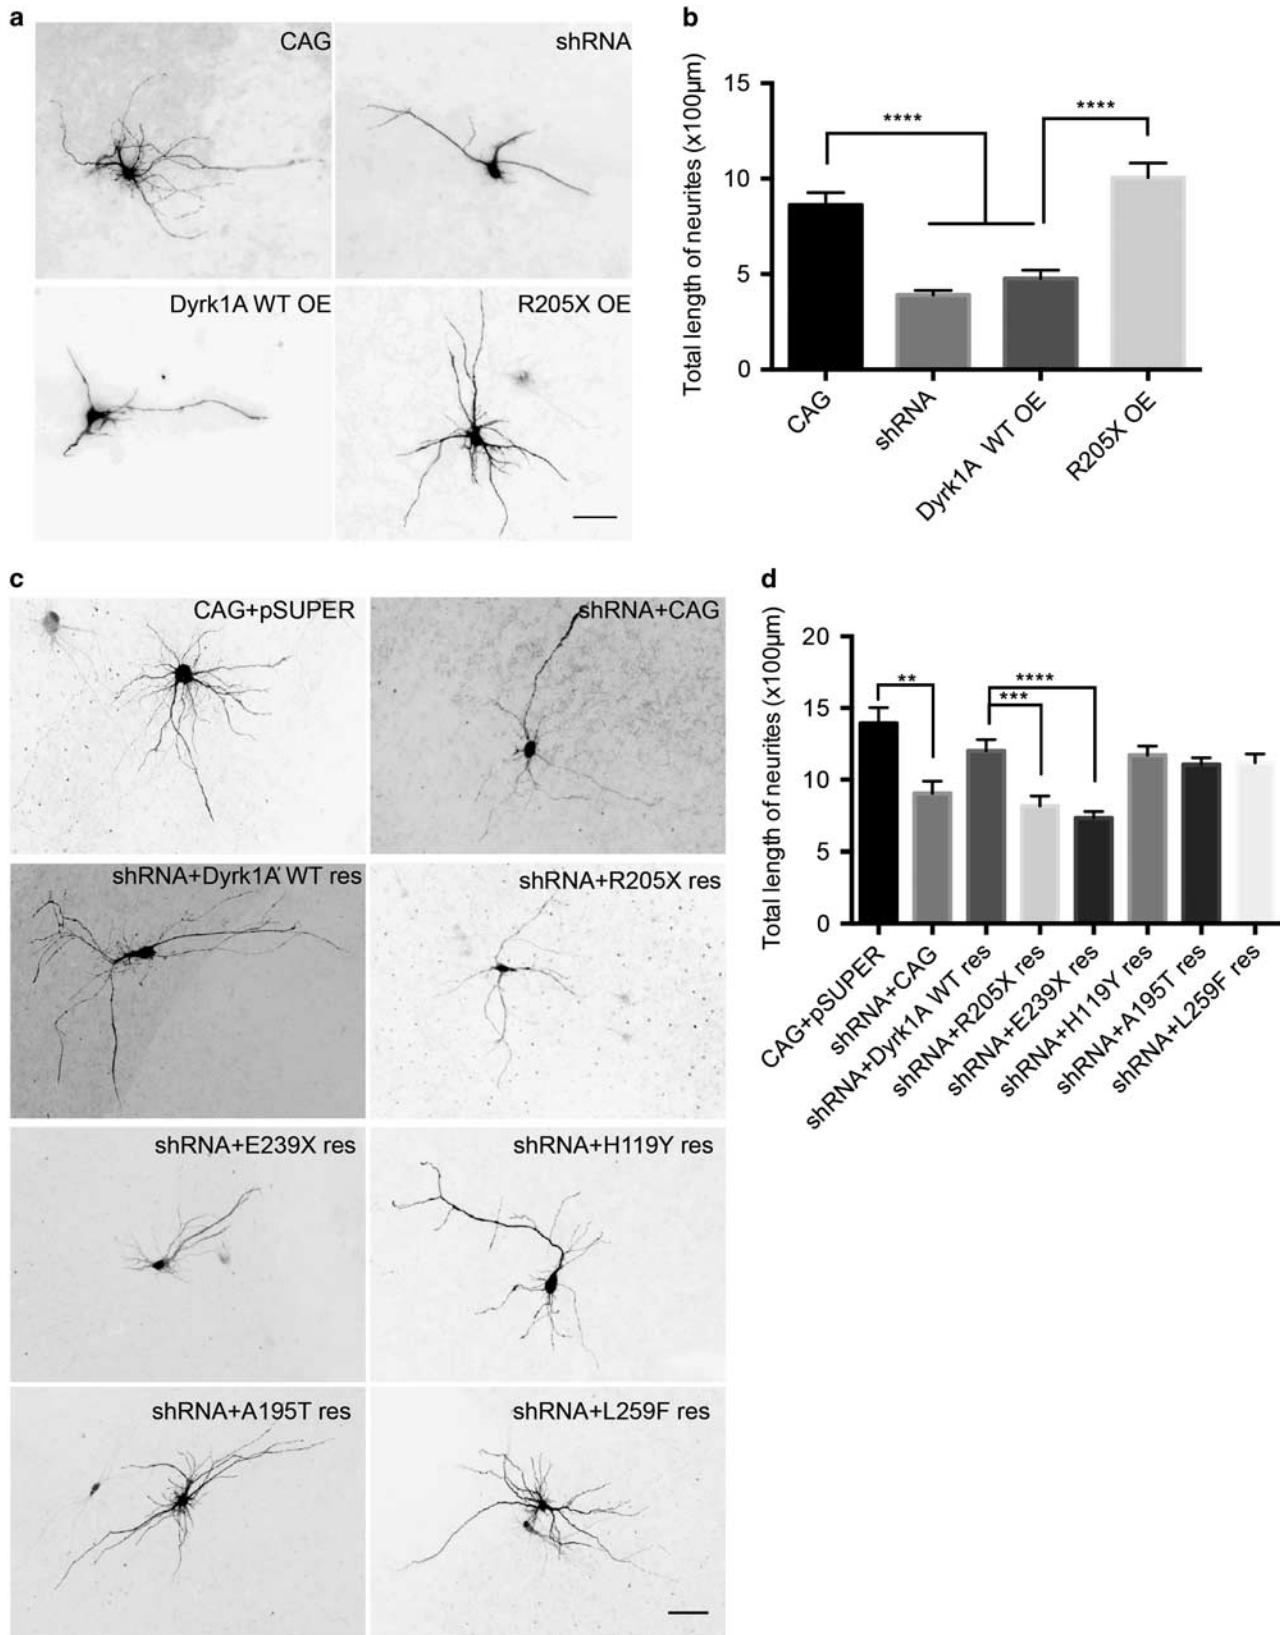 a
CAG
shRNA
Dyrk1A WT OE
R205X OE
b
Total length of neurites (x100μm)
15
10
5
0
****
****
CAG
shRNA
Dyrk1A WT OE
R205X OE
c
CAG+pSUPER
shRNA+CAG
shRNA+Dyrk1A WT res
shRNA+R205X res
shRNA+E239X res
shRNA+H119Y res
shRNA+A195T res
shRNA+L259F res
d
Total length of neurites (x100μm)
20
15
10
5
0
**
****
***
CAG+pSUPER
shRNA+CAG
shRNA+Dyrk1A WT res
shRNA+R205X res
shRNA+E239X res
shRNA+H119Y res
shRNA+A195T res
shRNA+L259F res